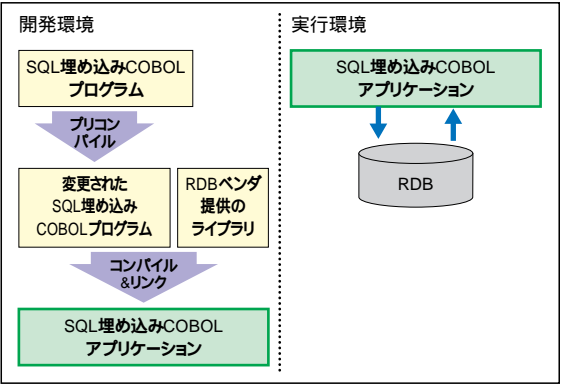 開発環境
SQL埋め込みCOBOL
プログラム
プリコン
パイル
変更された
SQL埋め込み
COBOLプログラム
RDBベンダ
提供の
ライブラリ
コンパイル
&リンク
SQL埋め込みCOBOL
アプリケーション
実行環境
SQL埋め込みCOBOL
アプリケーション
RDB